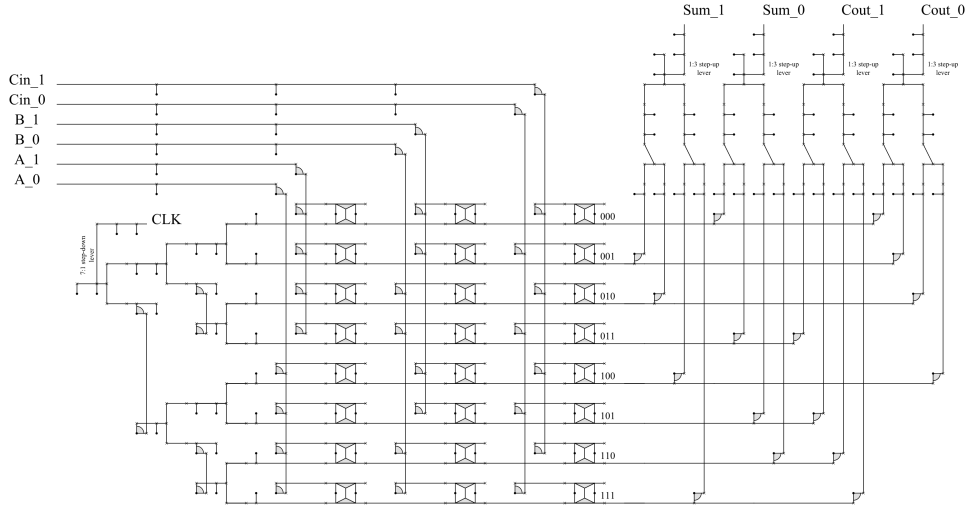 Sum_1 Sum_0 Cout_1 Cout_0
1:3 step-up
lever
1:3 step-up
lever
1:3 step-up
lever
1:3 step-up
lever
Cin_1
Cin_0
B_1
B_0
A_1
A_0
CLK
7:1 step-down
lever
000
001
010
011
100
101
110
111